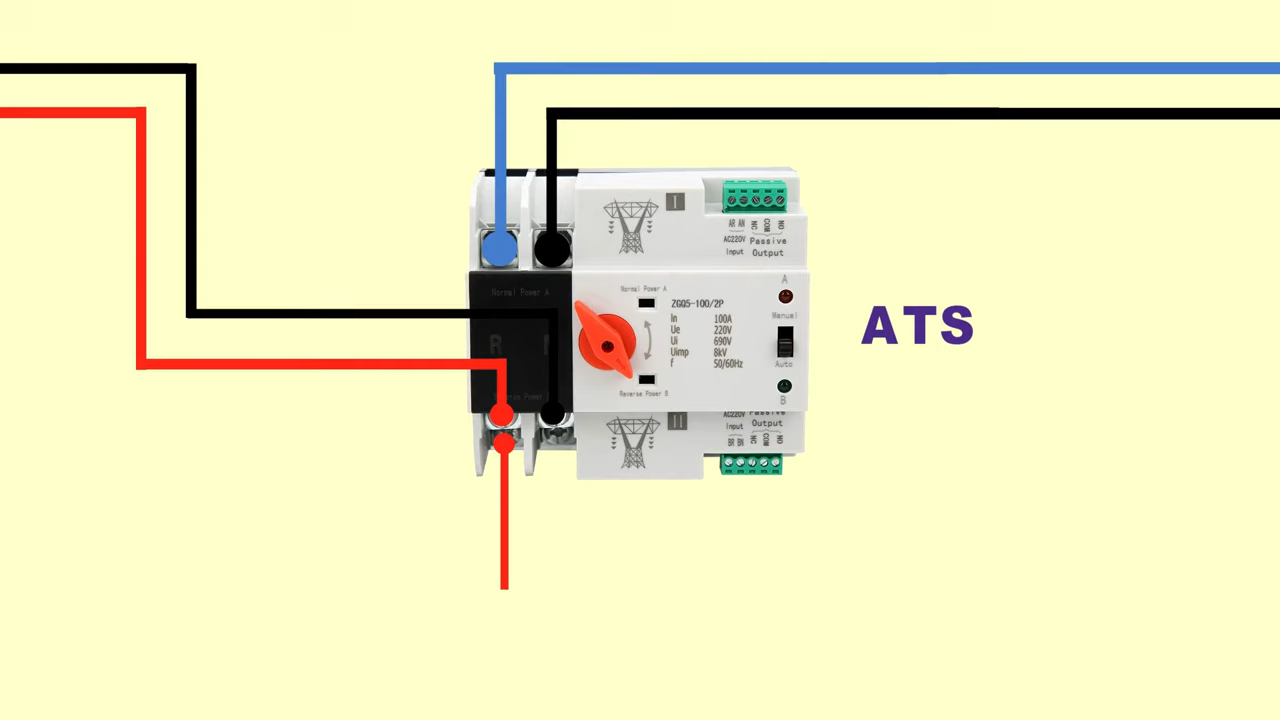 I
AR AN
NC COM NO
AC220V
Input
Passive
Output
Normal Power A
Normal Power A
ZGQ5-100/2P
In 100A
Ue 220V
Ui 690V
Uimp 8kV
f 50/60Hz
A
Manual
Auto
B
R
Reverse Power B
ATS
II
AC220V
Input
Passive
Output
BR BN
NC COM NO